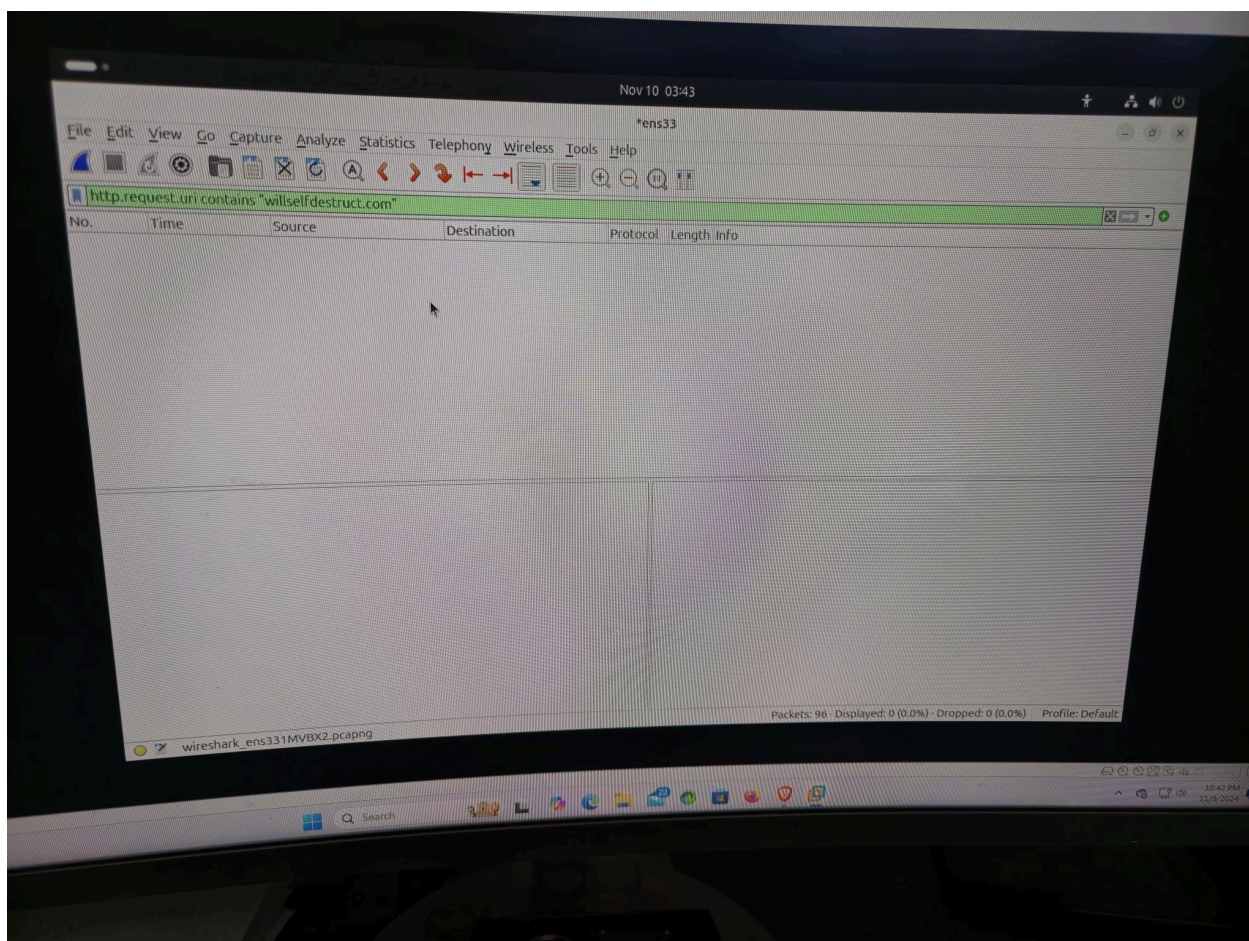 Nov 10 03:43
*ens33
File Edit View Go Capture Analyze Statistics Telephony Wireless Tools Help
http.request.uri contains "willselfdestruct.com"
No. Time Source Destination Protocol Length Info
wireshark_ens331MVBX2.pcapng
Packets: 96 · Displayed: 0 (0.0%) · Dropped: 0 (0.0%) Profile: Default
Search
23
10:42 PM
11/9/2024